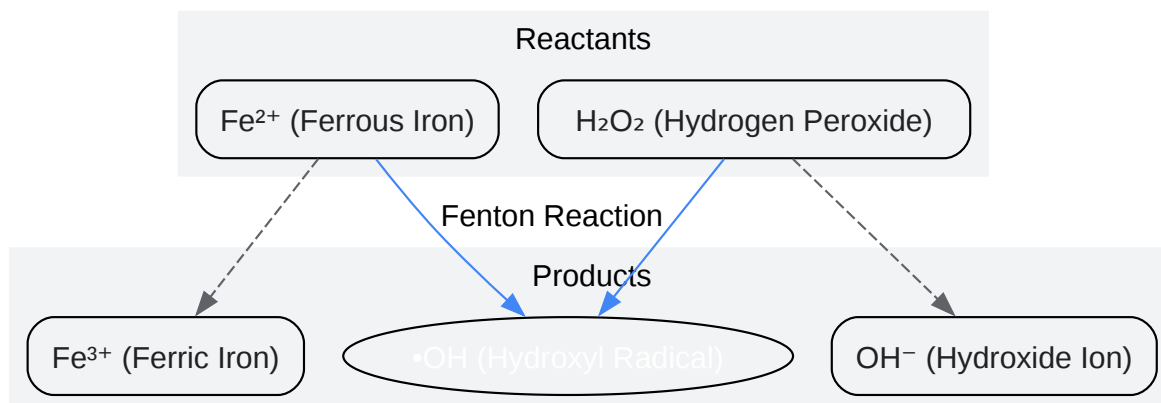 Reactants
Fe²⁺ (Ferrous Iron)
H₂O₂ (Hydrogen Peroxide)
Fenton Reaction
Products
Fe³⁺ (Ferric Iron)
•OH (Hydroxyl Radical)
OH⁻ (Hydroxide Ion)